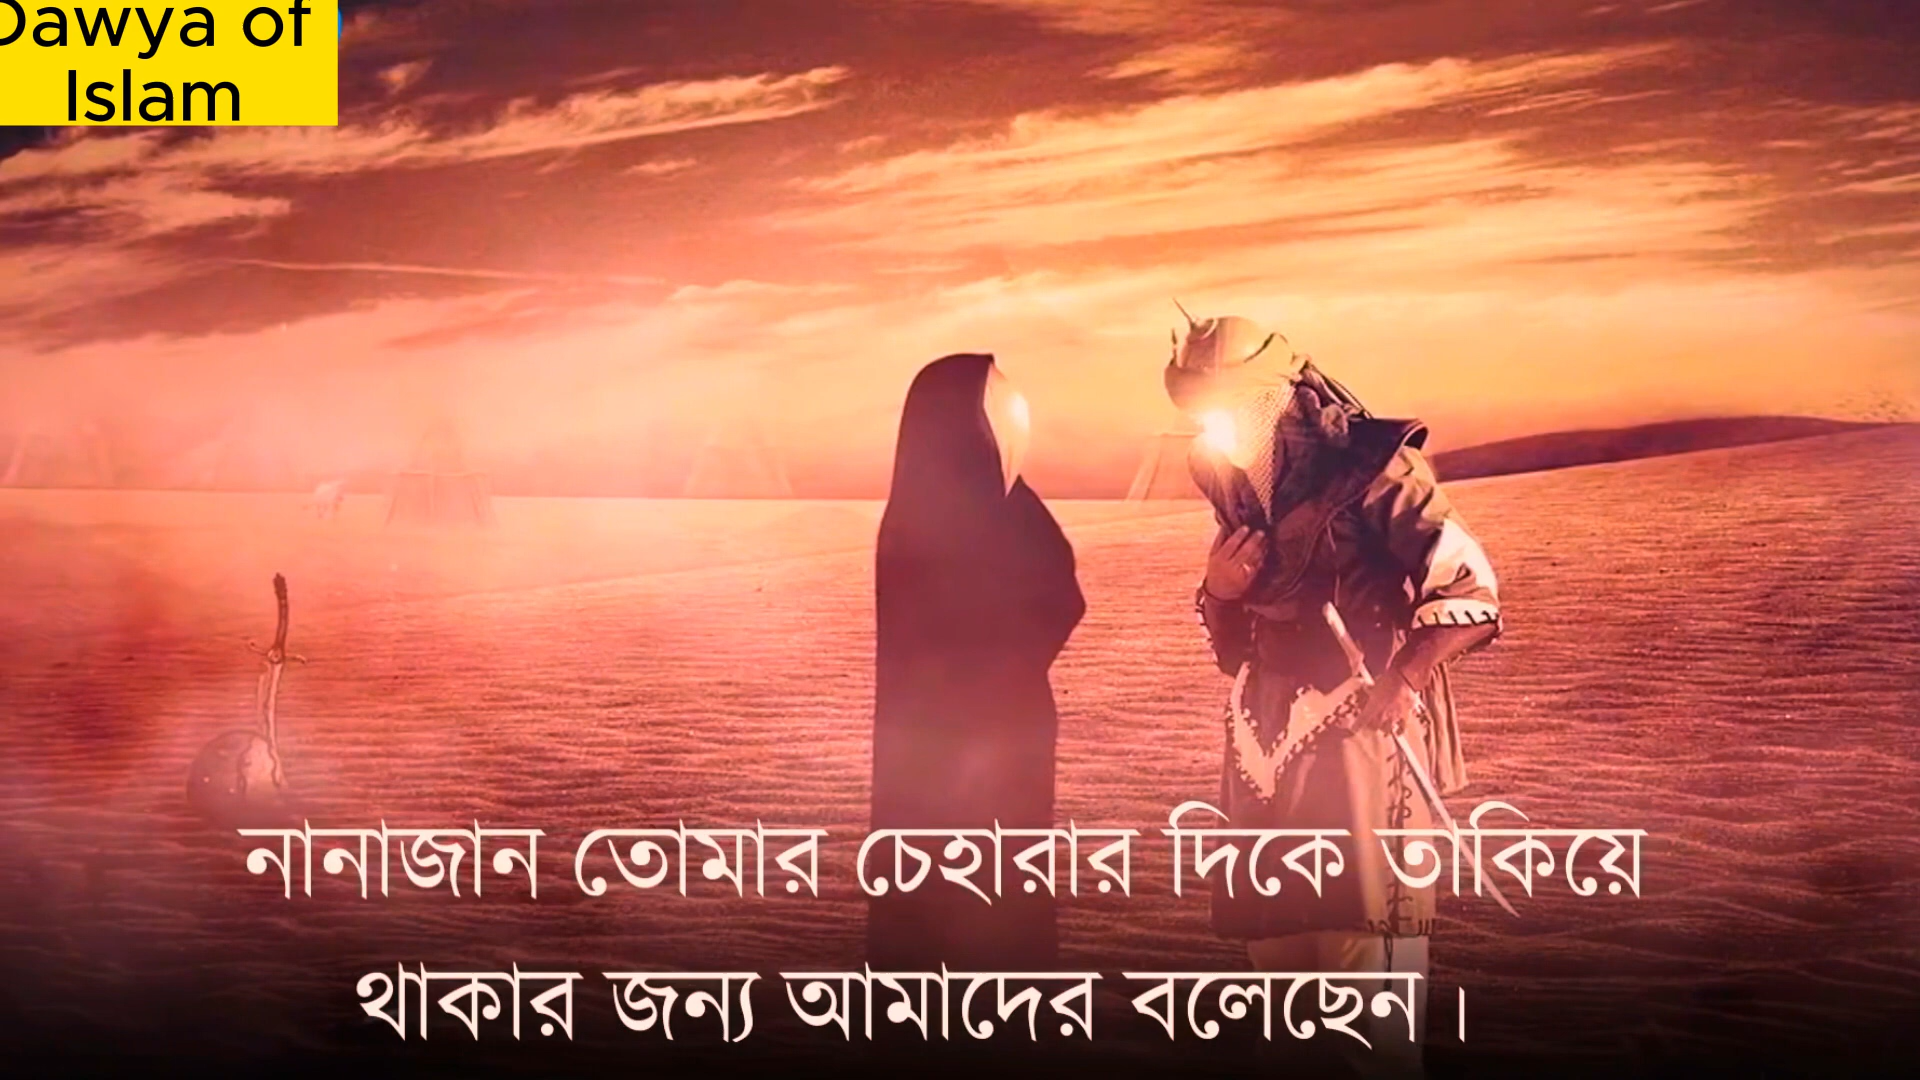 Dawya of
Islam
নানাজান তোমার চেহারার দিকে তাকিয়ে
থাকার জন্য আমাদের বলেছেন।